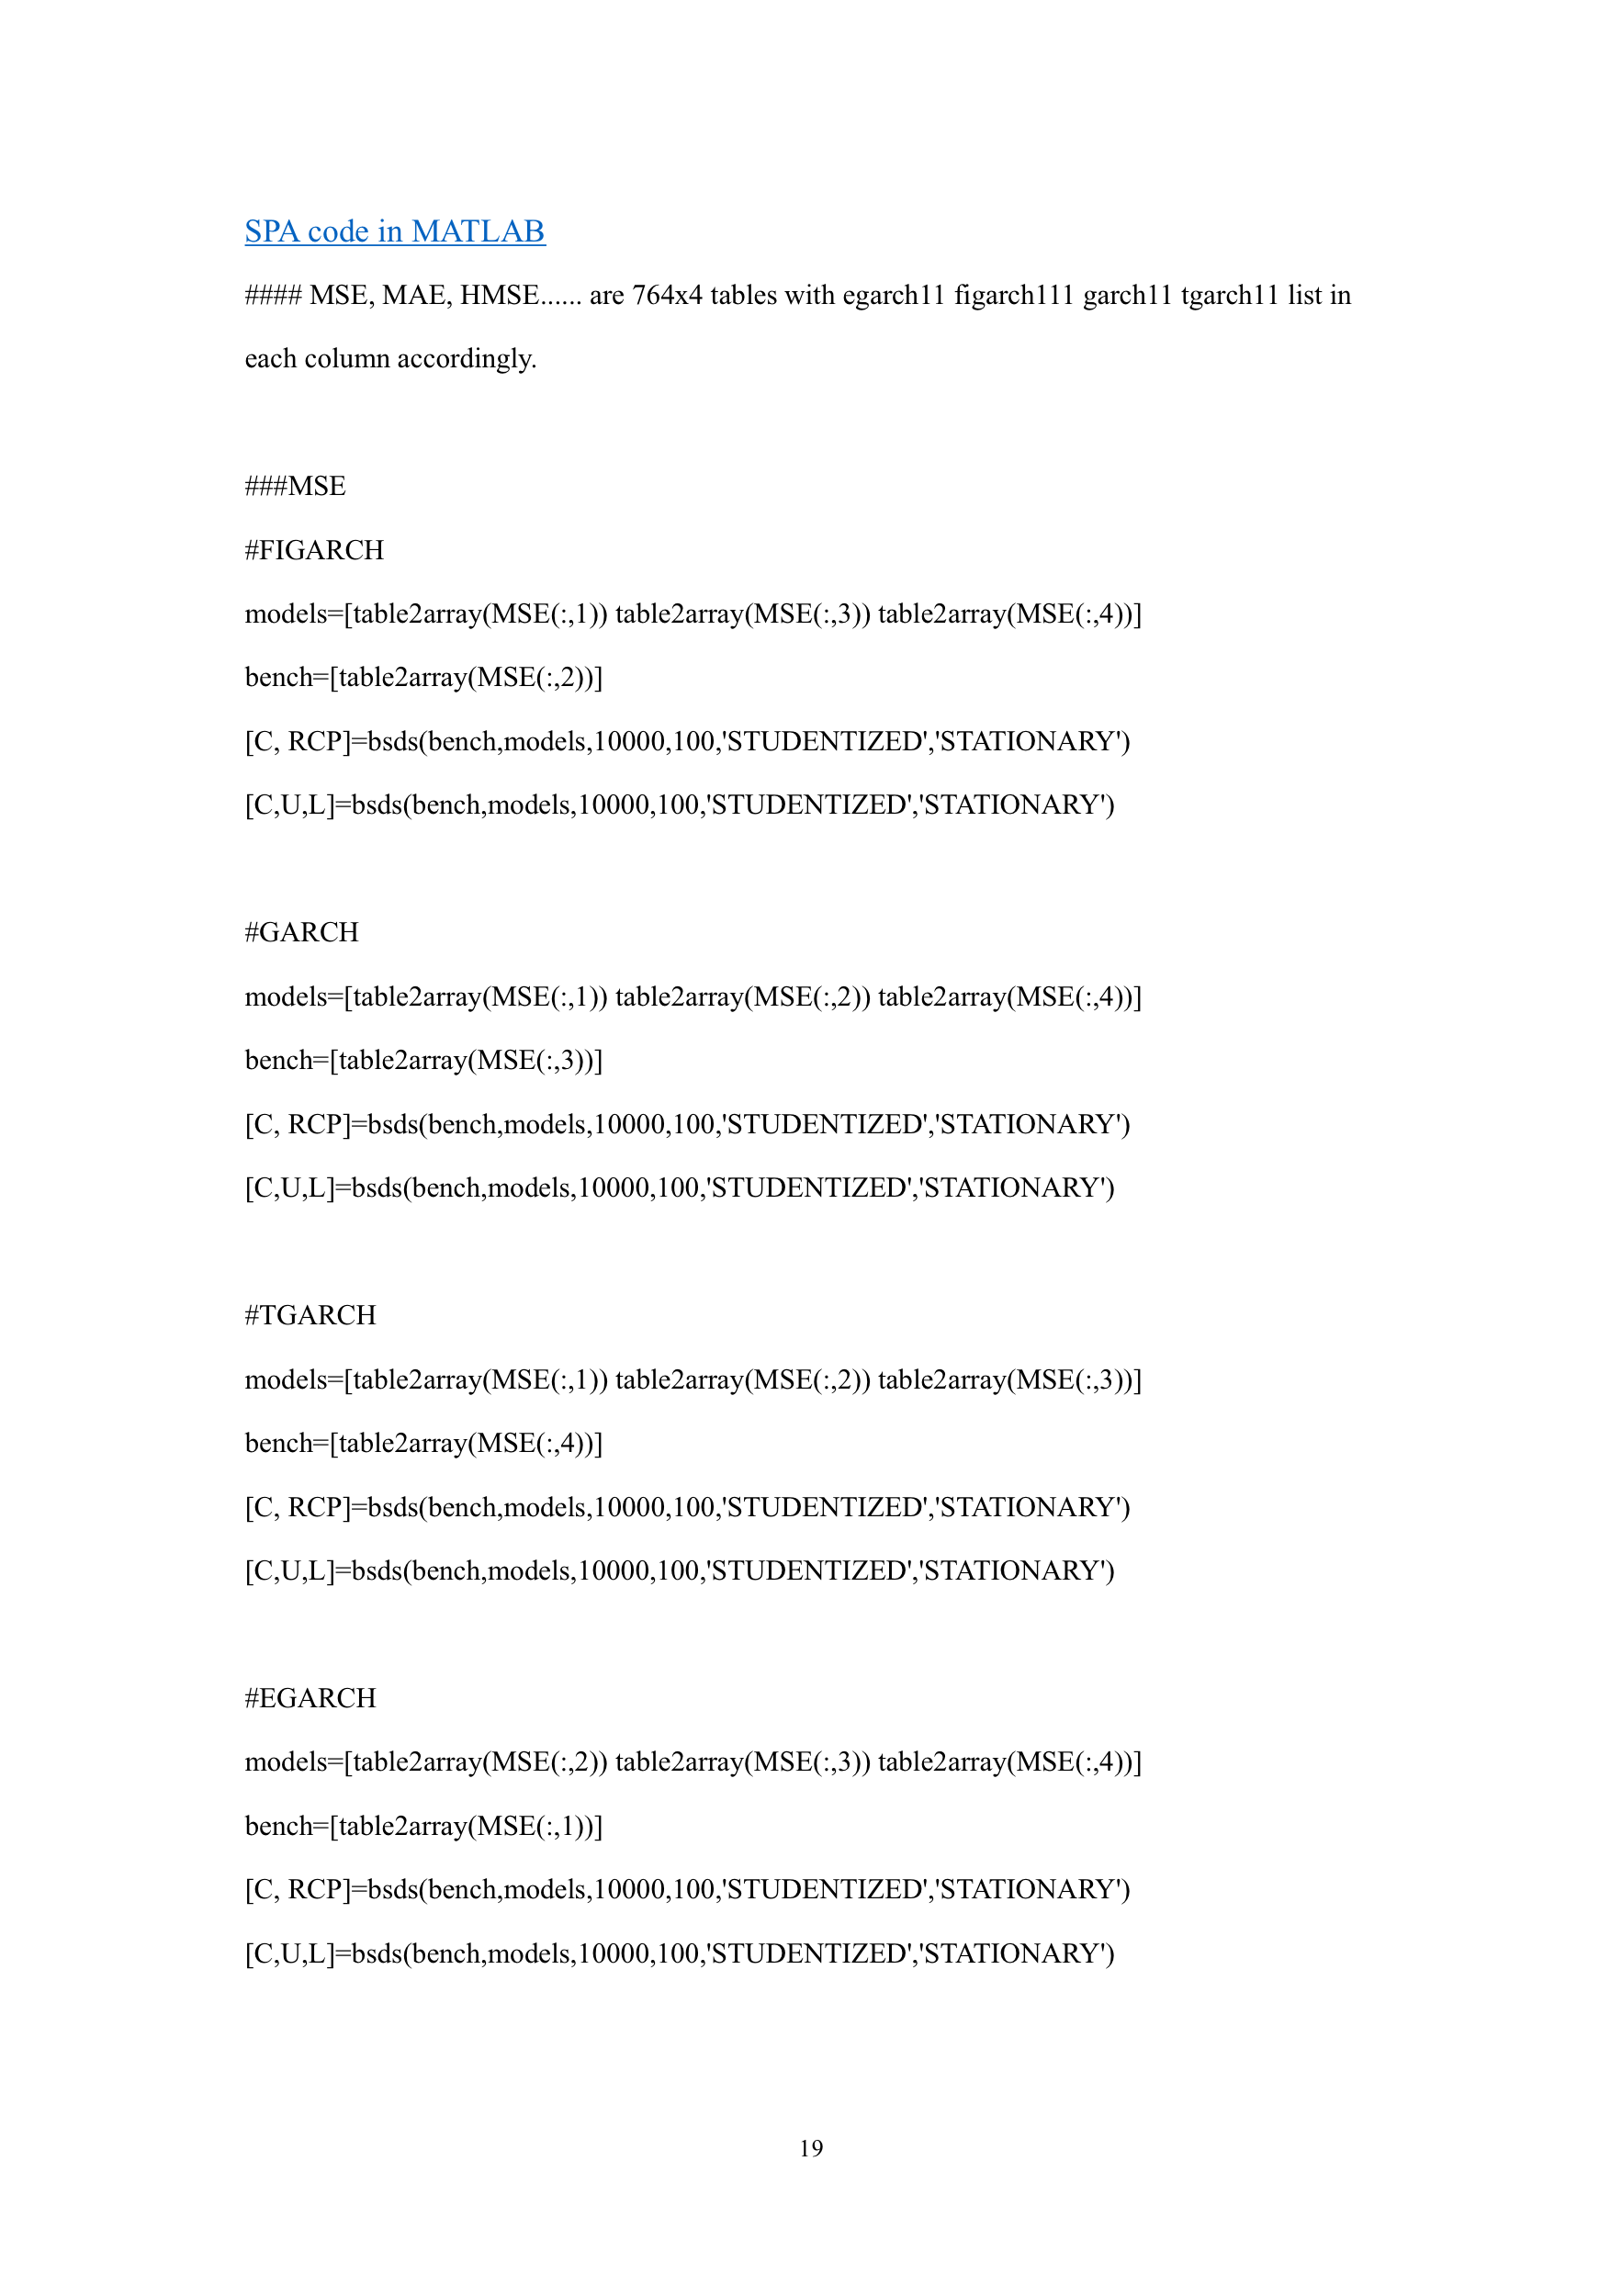 SPA code in MATLAB
#### MSE, MAE, HMSE...... are 764x4 tables with egarch11 figarch111 garch11 tgarch11 list in
each column accordingly.
###MSE
#FIGARCH
models=[table2array(MSE(:,1)) table2array(MSE(:,3)) table2array(MSE(:,4))]
bench=[table2array(MSE(:,2))]
[C, RCP]=bsds(bench,models,10000,100,'STUDENTIZED','STATIONARY')
[C,U,L]=bsds(bench,models,10000,100,'STUDENTIZED','STATIONARY')
#GARCH
models=[table2array(MSE(:,1)) table2array(MSE(:,2)) table2array(MSE(:,4))]
bench=[table2array(MSE(:,3))]
[C, RCP]=bsds(bench,models,10000,100,'STUDENTIZED','STATIONARY')
[C,U,L]=bsds(bench,models,10000,100,'STUDENTIZED','STATIONARY')
#TGARCH
models=[table2array(MSE(:,1)) table2array(MSE(:,2)) table2array(MSE(:,3))]
bench=[table2array(MSE(:,4))]
[C, RCP]=bsds(bench,models,10000,100,'STUDENTIZED','STATIONARY')
[C,U,L]=bsds(bench,models,10000,100,'STUDENTIZED','STATIONARY')
#EGARCH
models=[table2array(MSE(:,2)) table2array(MSE(:,3)) table2array(MSE(:,4))]
bench=[table2array(MSE(:,1))]
[C, RCP]=bsds(bench,models,10000,100,'STUDENTIZED','STATIONARY')
[C,U,L]=bsds(bench,models,10000,100,'STUDENTIZED','STATIONARY')
19